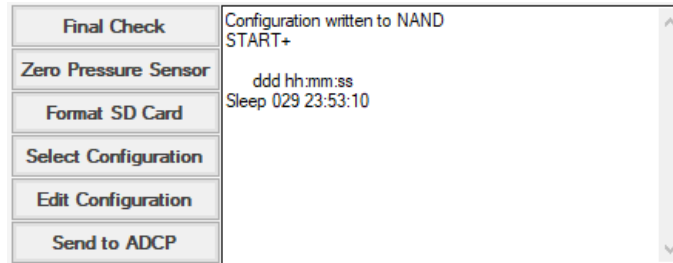 Final Check
Zero Pressure Sensor
Format SD Card
Select Configuration
Edit Configuration
Send to ADCP
Configuration written to NAND
START+
ddd hh:mm:ss
Sleep 029 23:53:10